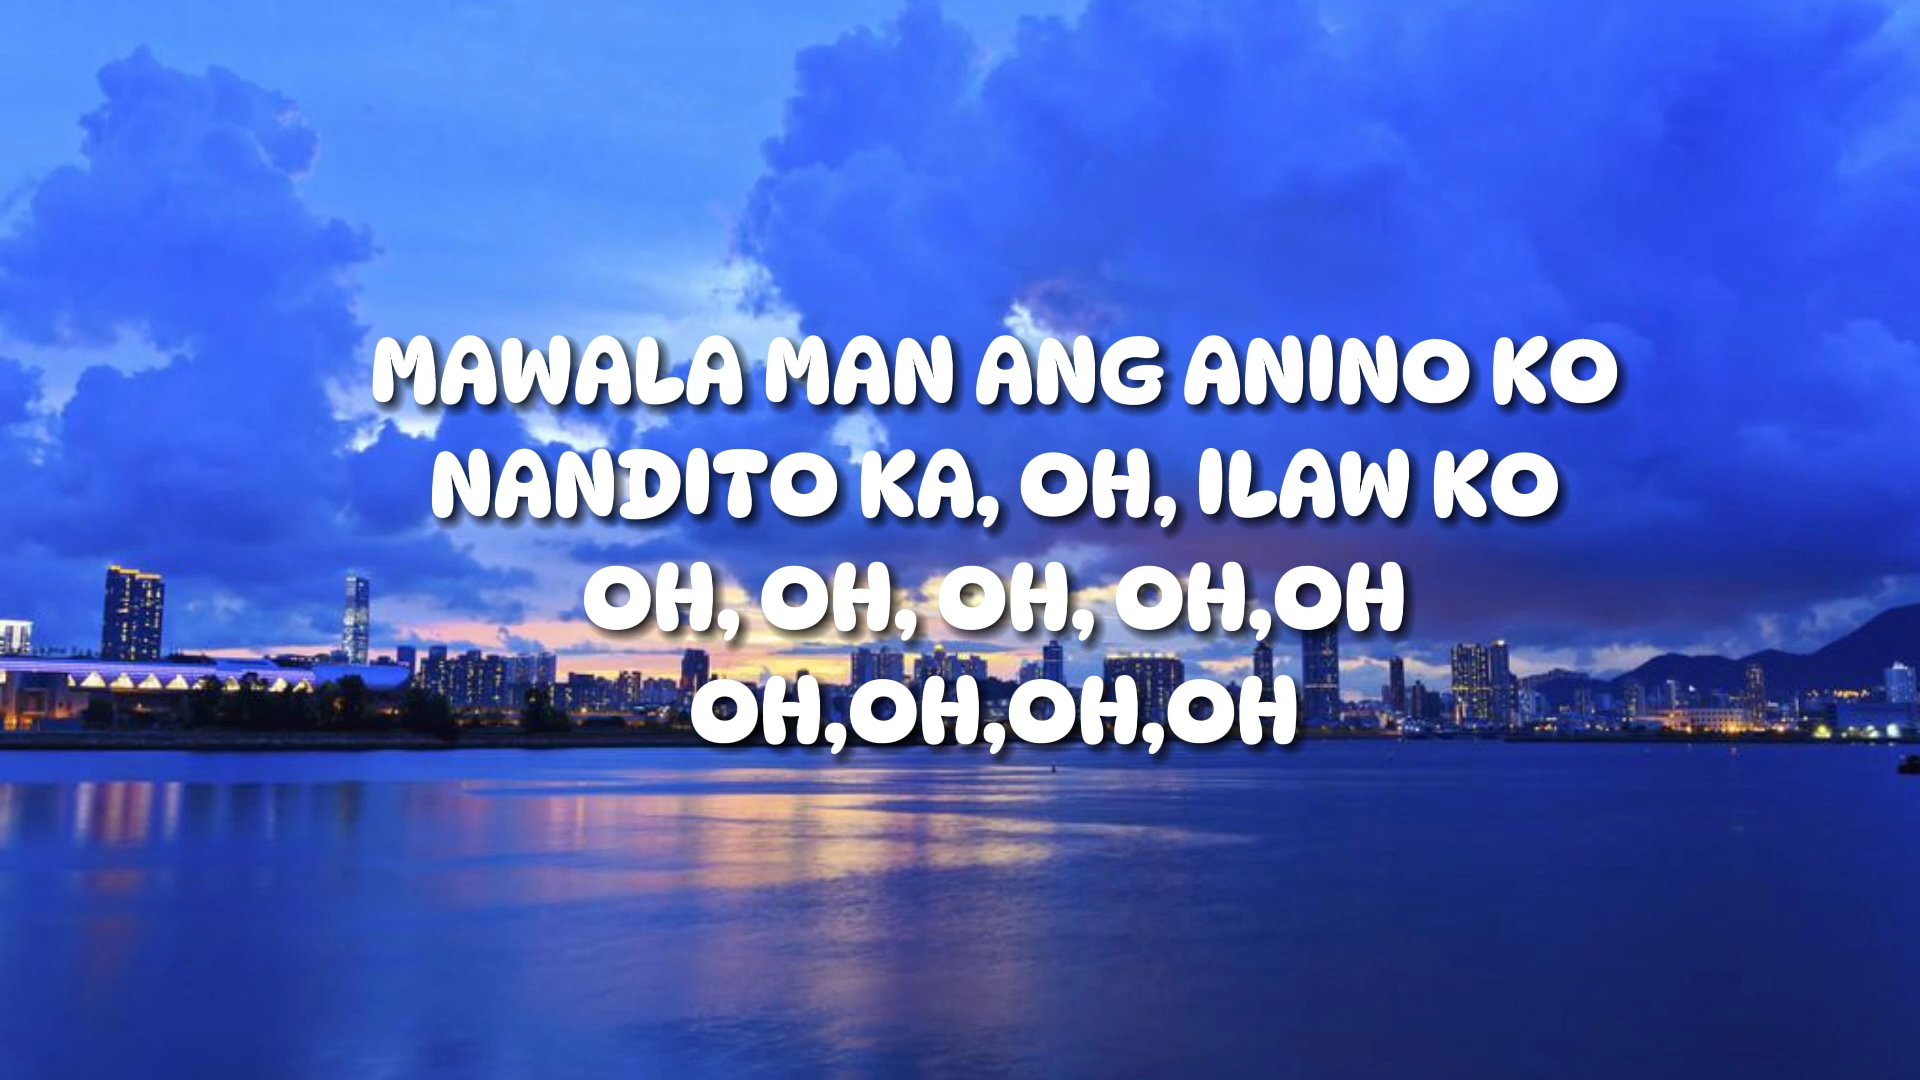 MAWALA MAN ANG ANINO KO
NANDITO KA, OH, ILAW KO
OH, OH, OH, OH,OH
OH,OH,OH,OH